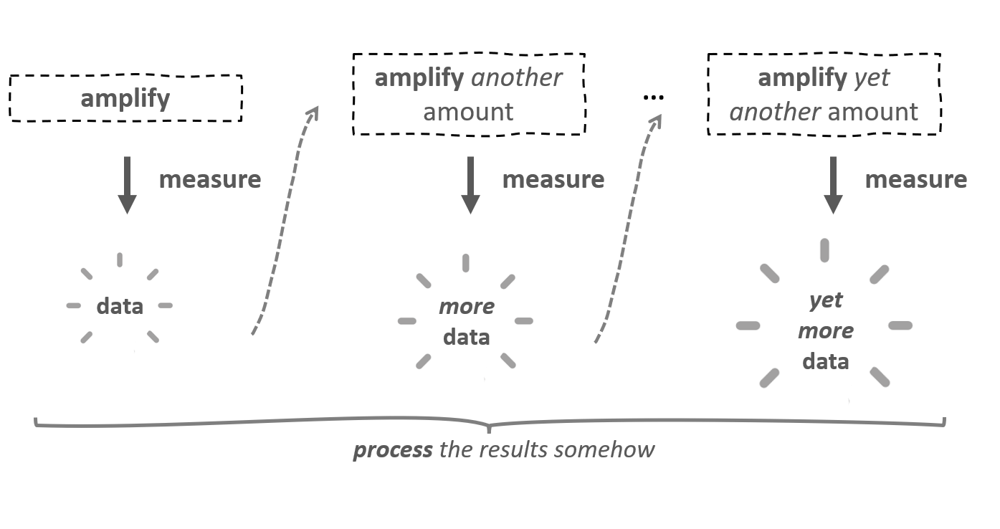 amplify
measure
data
amplify another
amount
measure
more
data
...
amplify yet
another amount
measure
yet
more
data
process the results somehow